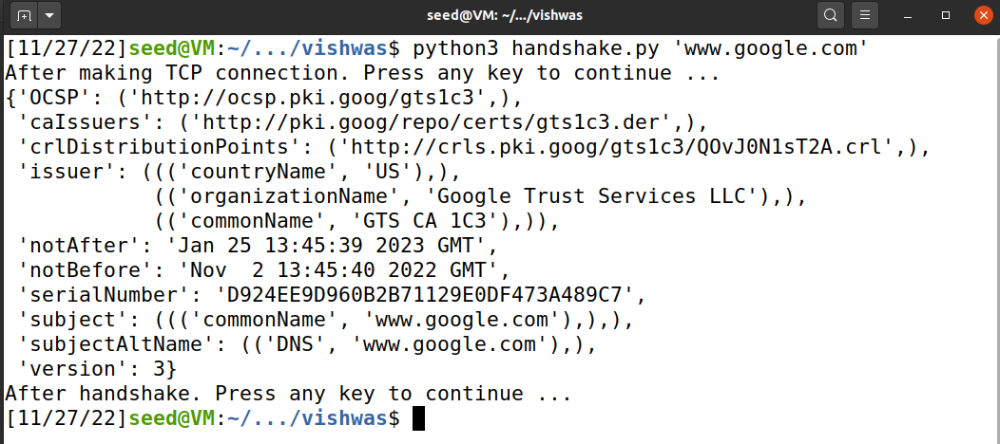 seed@VM: ~/.../vishwas
[11/27/22]seed@VM:~/.../vishwas$ python3 handshake.py 'www.google.com'
After making TCP connection. Press any key to continue ...
{'OCSP': ('http://ocsp.pki.goog/gts1c3',),
 'caIssuers': ('http://pki.goog/repo/certs/gts1c3.der',),
 'crlDistributionPoints': ('http://crls.pki.goog/gts1c3/QOvJ0N1sT2A.crl',),
 'issuer': ((('countryName', 'US'),),
            (('organizationName', 'Google Trust Services LLC'),),
            (('commonName', 'GTS CA 1C3'),)),
 'notAfter': 'Jan 25 13:45:39 2023 GMT',
 'notBefore': 'Nov  2 13:45:40 2022 GMT',
 'serialNumber': 'D924EE9D960B2B71129E0DF473A489C7',
 'subject': ((('commonName', 'www.google.com'),),),
 'subjectAltName': (('DNS', 'www.google.com'),),
 'version': 3}
After handshake. Press any key to continue ...
[11/27/22]seed@VM:~/.../vishwas$